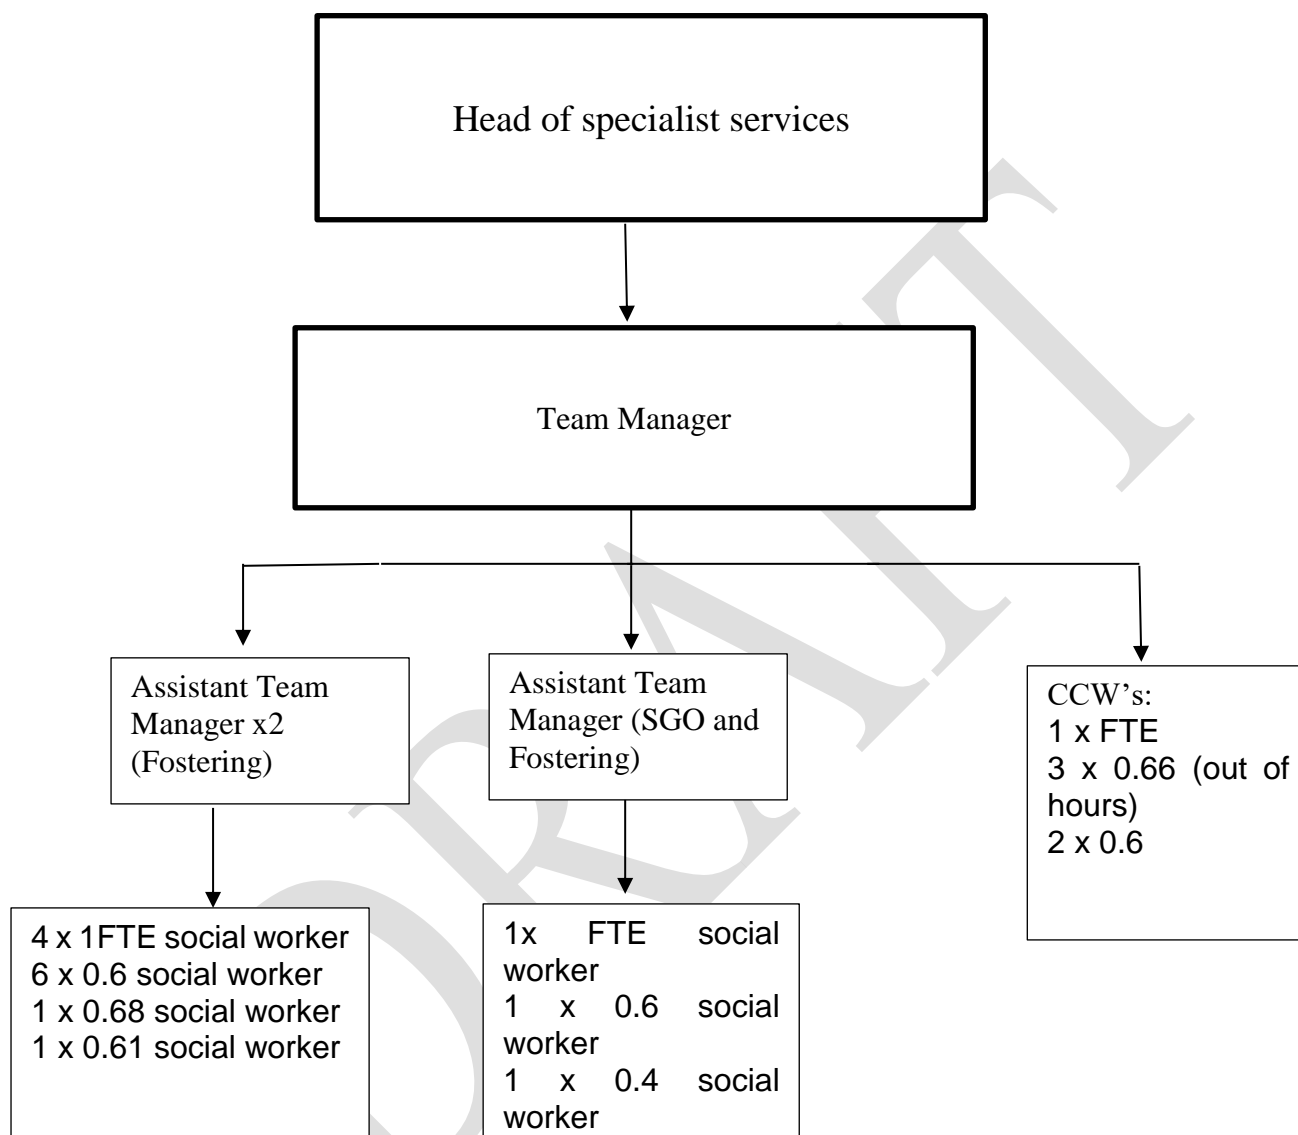 Head of specialist services
Team Manager
Assistant Team
Manager x2
(Fostering)
Assistant Team
Manager (SGO and
Fostering)
CCW’s:
1 x FTE
3 x 0.66 (out of
hours)
2 x 0.6
4 x 1FTE social worker
6 x 0.6 social worker
1 x 0.68 social worker
1 x 0.61 social worker
1x FTE social
worker
1 x 0.6 social
worker
1 x 0.4 social
worker
DRAFT